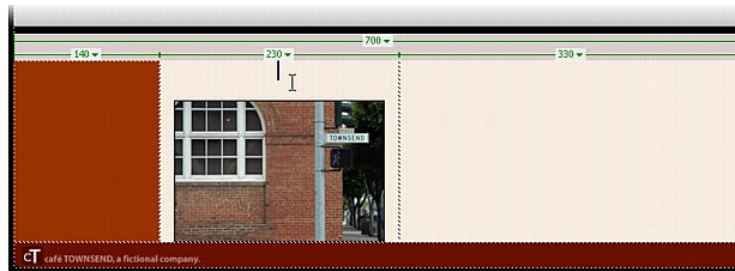 700
140 230 330
TOWNSEND
cT café TOWNSEND, a fictional company.